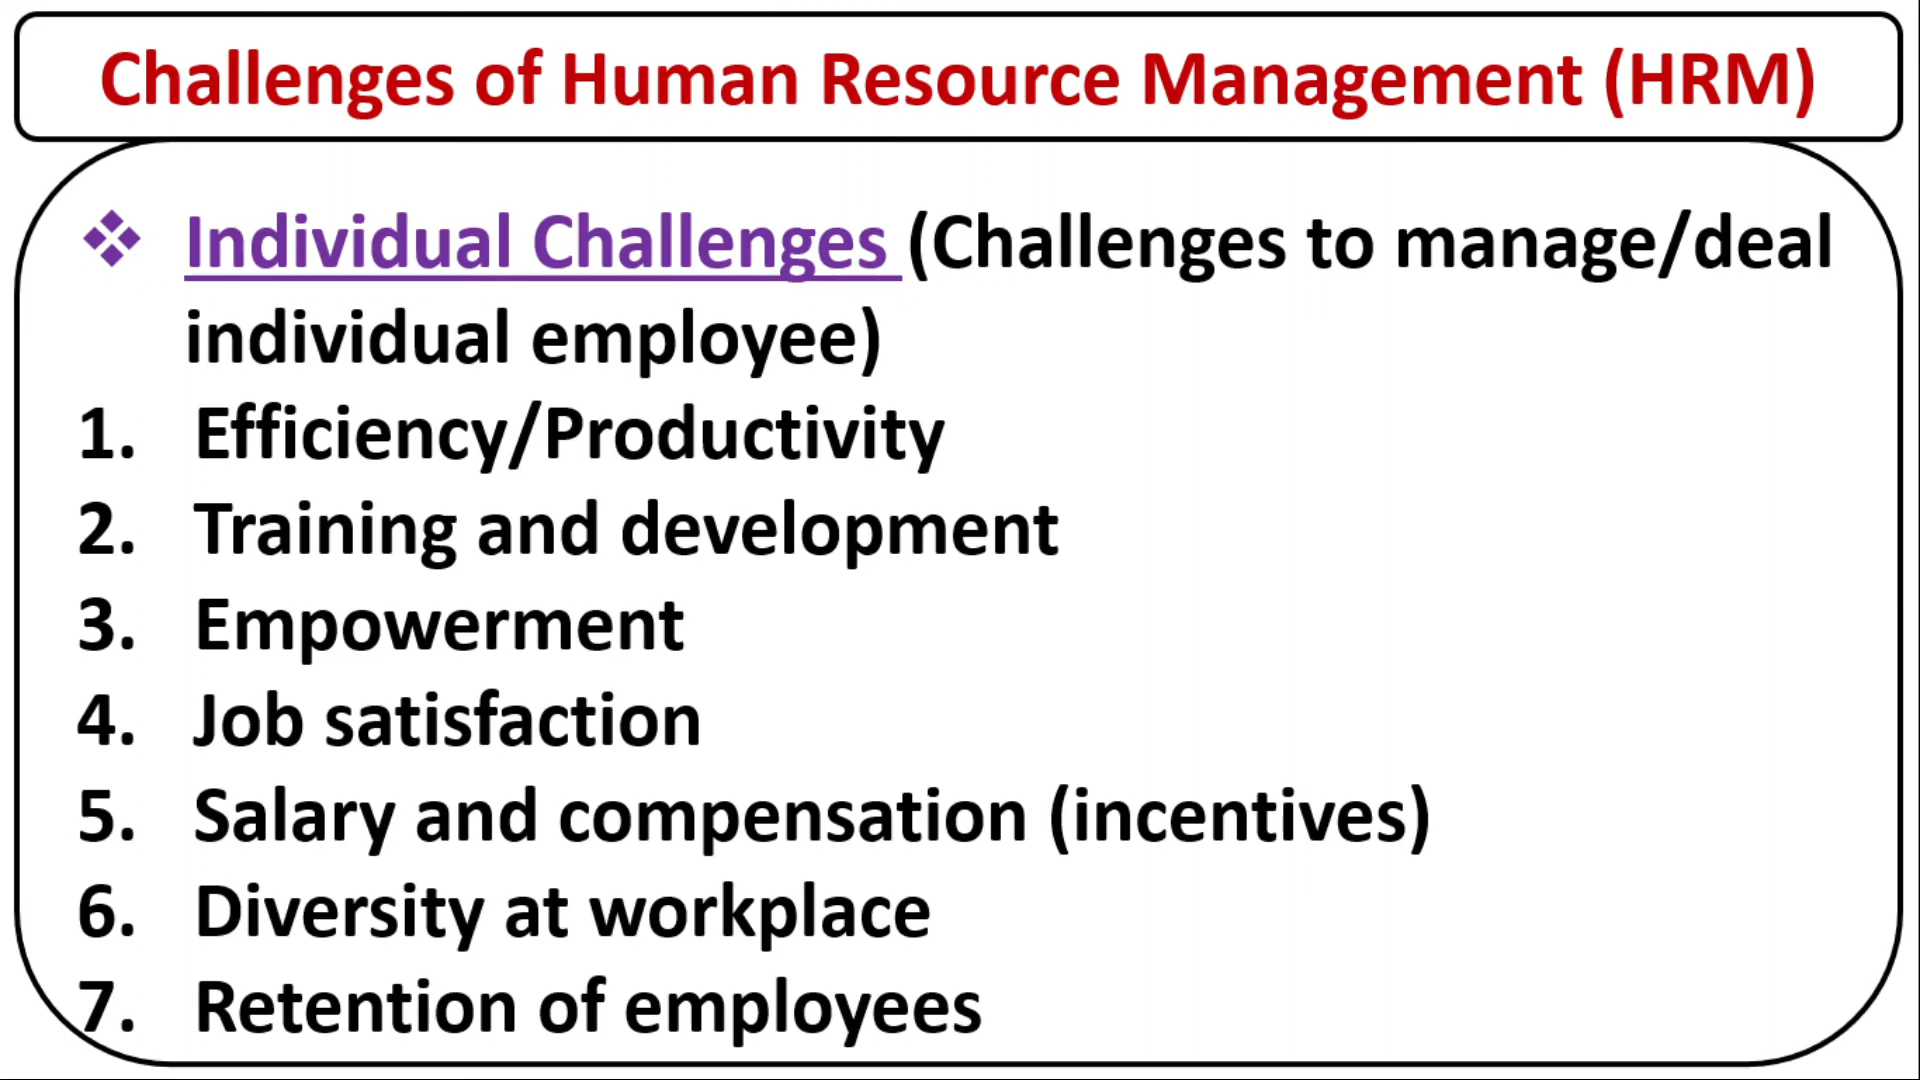 Challenges of Human Resource Management (HRM)
❖ Individual Challenges (Challenges to manage/deal
individual employee)
1. Efficiency/Productivity
2. Training and development
3. Empowerment
4. Job satisfaction
5. Salary and compensation (incentives)
6. Diversity at workplace
7. Retention of employees